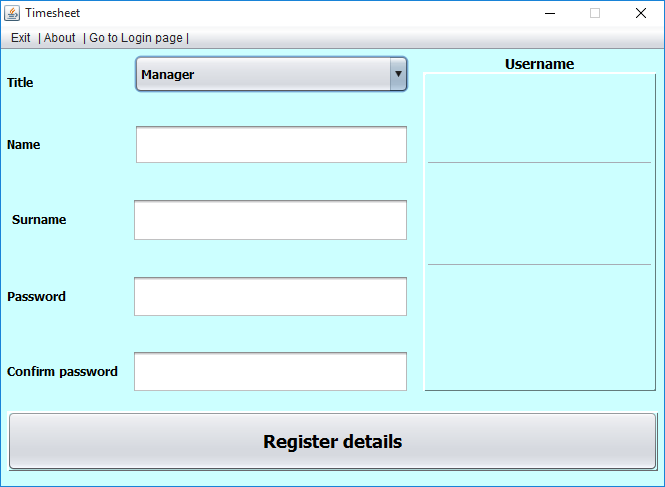 Timesheet
Exit | About | Go to Login page |
Title
Manager
Username
Name
Surname
Password
Confirm password
Register details